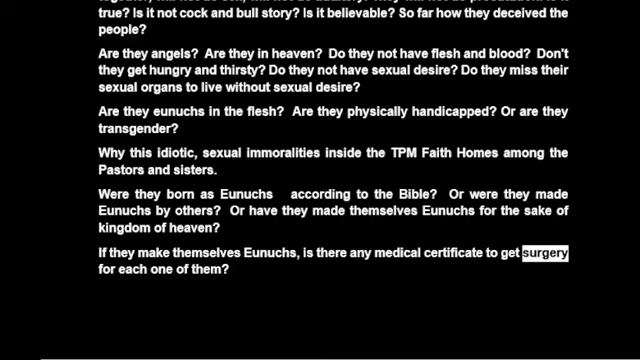 true? Is it not cock and bull story? Is it believable? So far how they deceived the
people?
Are they angels? Are they in heaven? Do they not have flesh and blood? Don't
they get hungry and thirsty? Do they not have sexual desire? Do they miss their
sexual organs to live without sexual desire?
Are they eunuchs in the flesh? Are they physically handicapped? Or are they
transgender?
Why this idiotic, sexual immoralities inside the TPM Faith Homes among the
Pastors and sisters.
Were they born as Eunuchs according to the Bible? Or were they made
Eunuchs by others? Or have they made themselves Eunuchs for the sake of
kingdom of heaven?
If they make themselves Eunuchs, is there any medical certificate to get surgery
for each one of them?